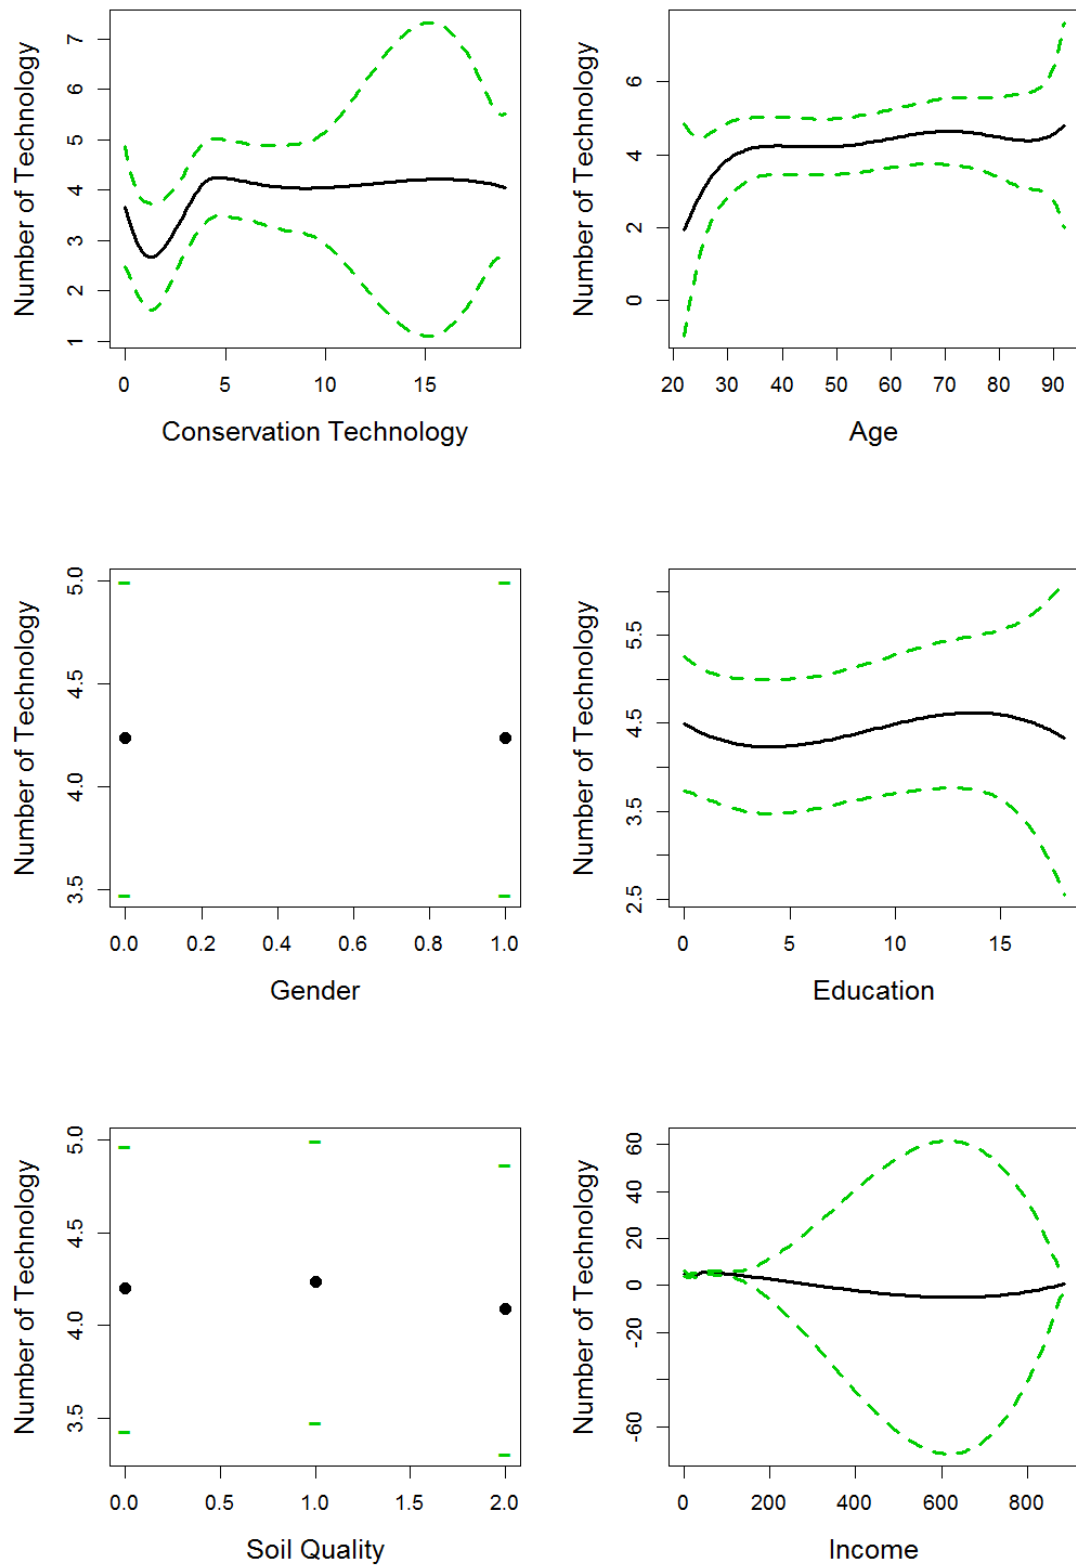 Number of Technology
7
6
5
4
3
2
1
0 5 10 15
Conservation Technology
Number of Technology
6
4
2
0
20 30 40 50 60 70 80 90
Age
Number of Technology
5.0
4.5
4.0
3.5
0.0 0.2 0.4 0.6 0.8 1.0
Gender
Number of Technology
5.5
4.5
3.5
2.5
0 5 10 15
Education
Number of Technology
5.0
4.5
4.0
3.5
0.0 0.5 1.0 1.5 2.0
Soil Quality
Number of Technology
60
40
20
0
-20
-60
0 200 400 600 800
Income